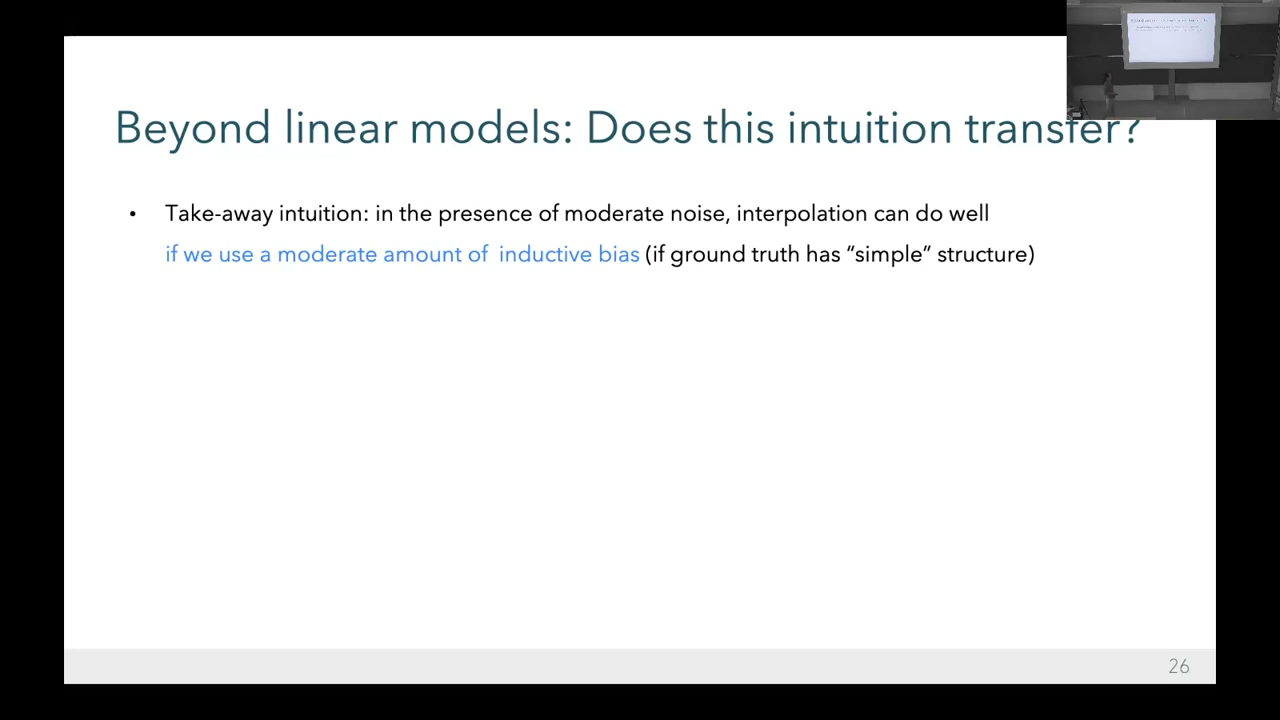 Beyond linear models: Does this intuition transfer?
• Take-away intuition: in the presence of moderate noise, interpolation can do well
if we use a moderate amount of inductive bias (if ground truth has “simple” structure)
26